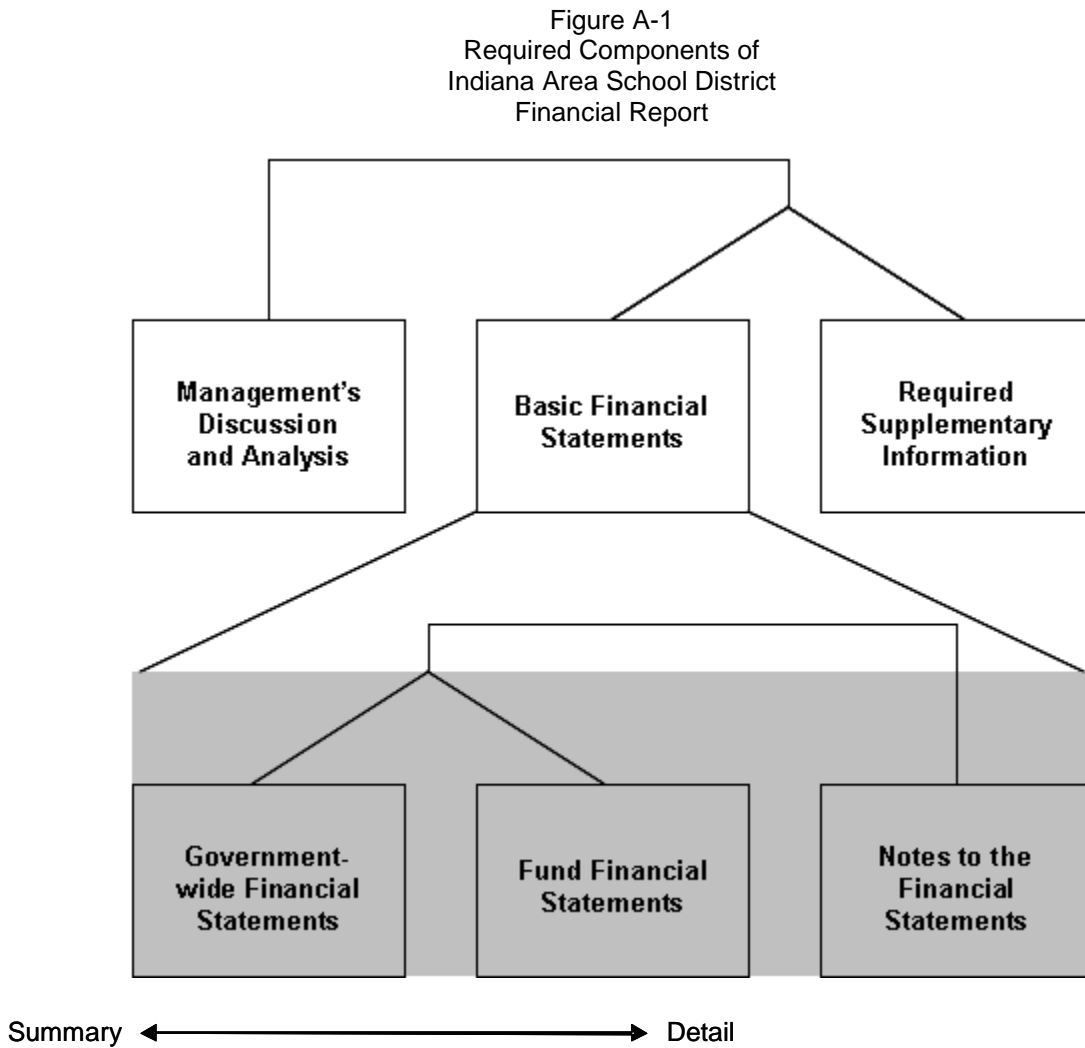 Figure A-1
Required Components of
Indiana Area School District
Financial Report
Management's
Discussion
and Analysis
Basic Financial
Statements
Required
Supplementary
Information
Government-
wide Financial
Statements
Fund Financial
Statements
Notes to the
Financial
Statements
Summary
Detail